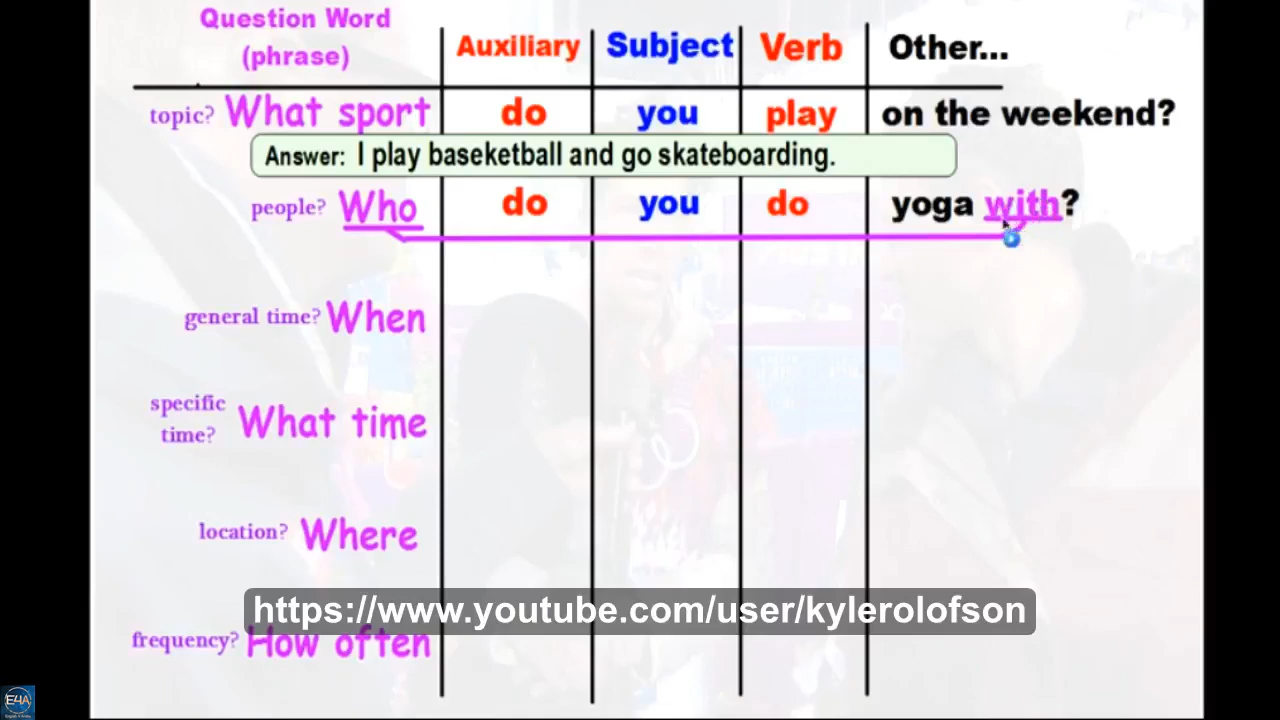 Question Word
(phrase) Auxiliary Subject Verb Other...
topic? What sport do you play on the weekend?
Answer: I play baseketball and go skateboarding.
people? Who do you do yoga with?
general time? When
specific
time? What time
location? Where
https://www.youtube.com/user/kylerolofson
frequency? How often
E4A